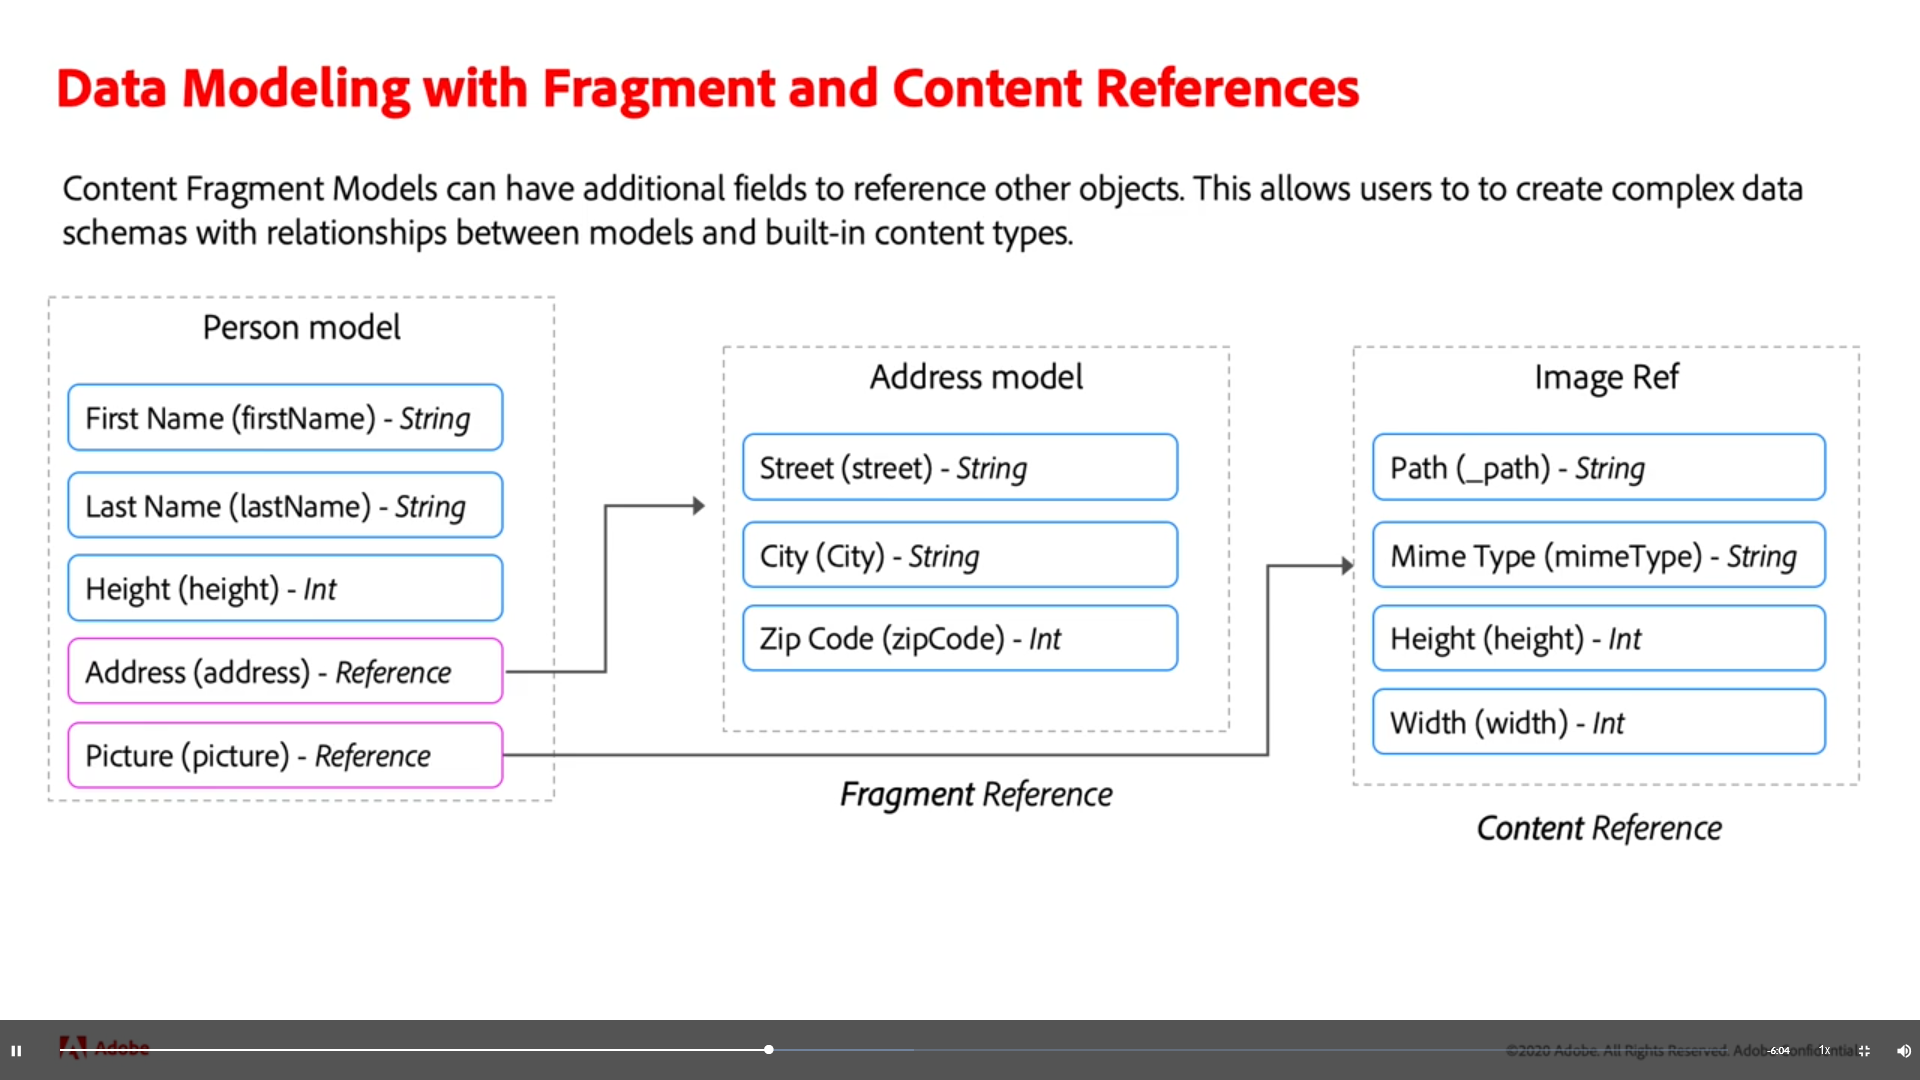 Data Modeling with Fragment and Content References
Content Fragment Models can have additional fields to reference other objects. This allows users to to create complex data
schemas with relationships between models and built-in content types.
Person model
First Name (firstName) - String
Last Name (lastName) - String
Height (height) - Int
Address (address) - Reference
Picture (picture) - Reference
Address model
Street (street) - String
City (City) - String
Zip Code (zipCode) - Int
Fragment Reference
Image Ref
Path (_path) - String
Mime Type (mimeType) - String
Height (height) - Int
Width (width) - Int
Content Reference
Adobe
©2020 Adobe. All Rights Reserved. Adobe Confidential.
-6:04
1x